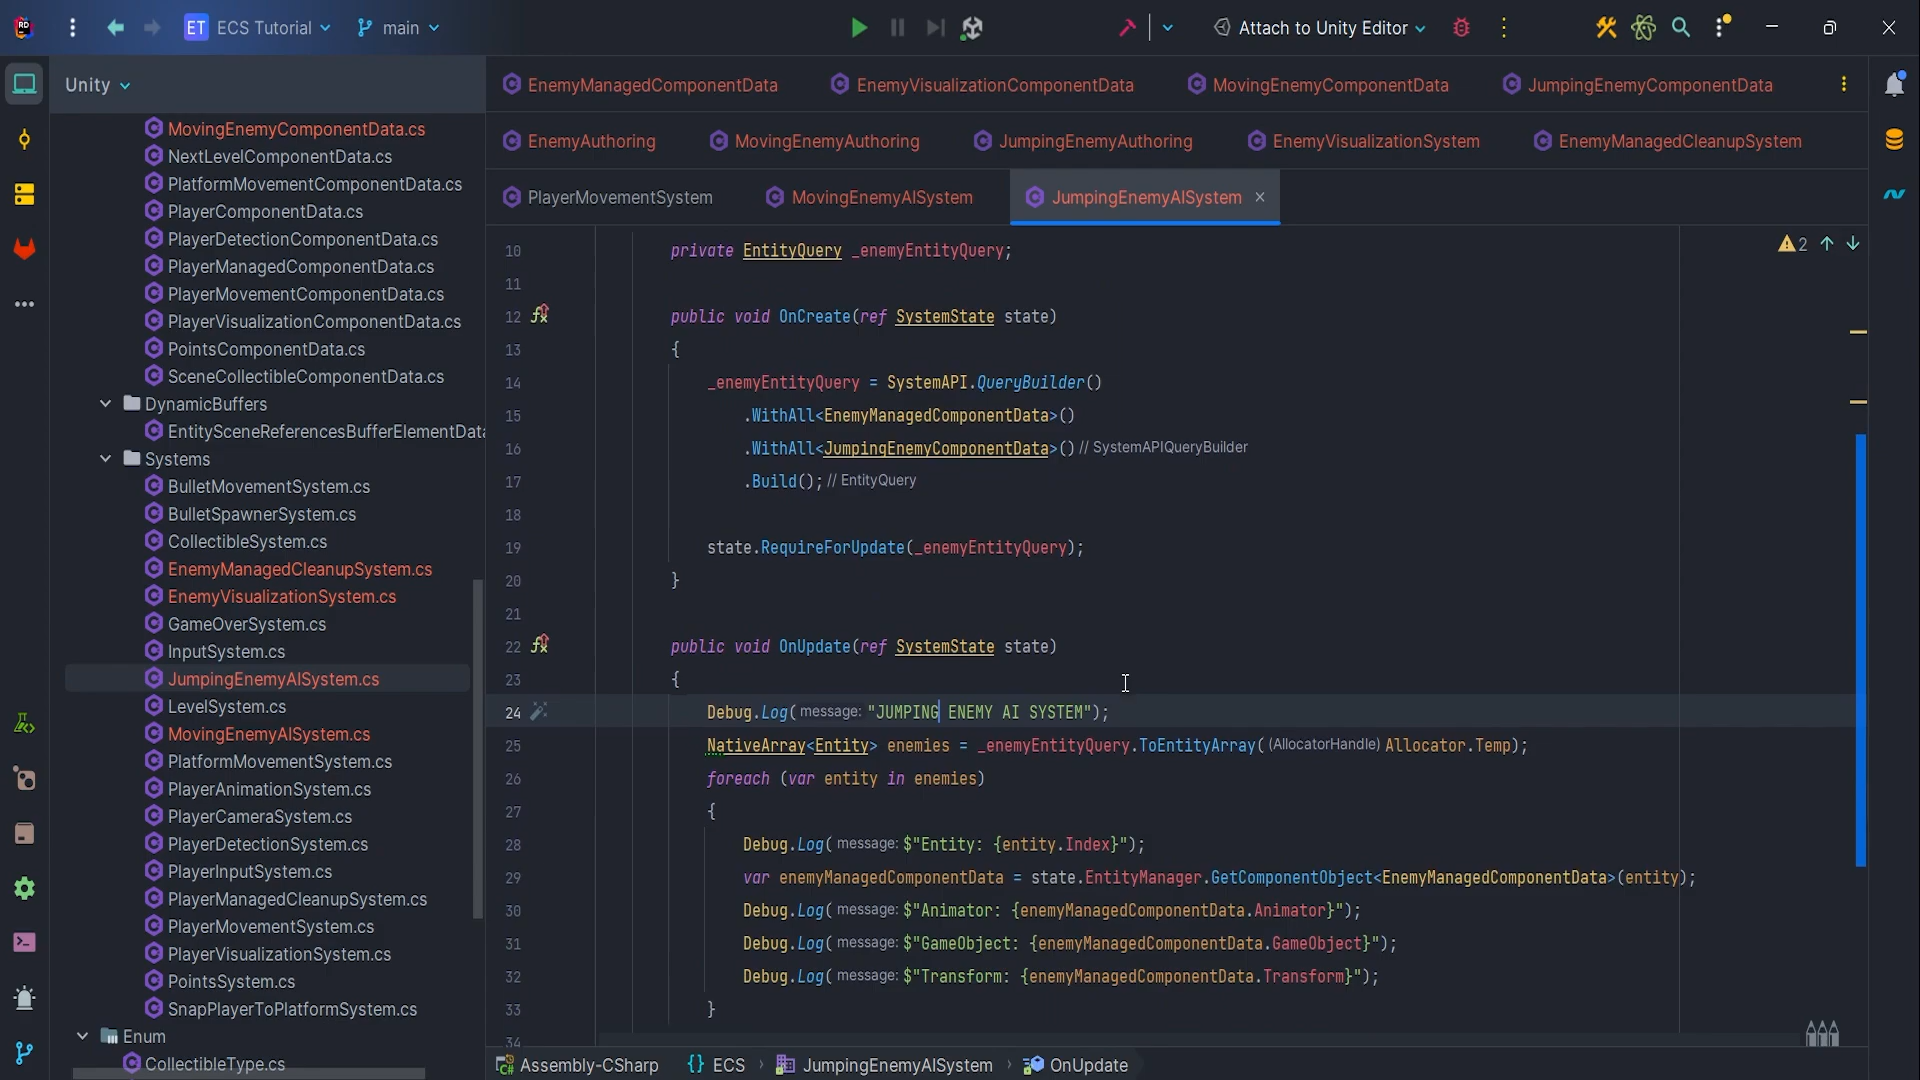 ET ECS Tutorial main Attach to Unity Editor
Unity
MovingEnemyComponentData.cs
NextLevelComponentData.cs
PlatformMovementComponentData.cs
PlayerComponentData.cs
PlayerDetectionComponentData.cs
PlayerManagedComponentData.cs
PlayerMovementComponentData.cs
PlayerVisualizationComponentData.cs
PointsComponentData.cs
SceneCollectibleComponentData.cs
DynamicBuffers
EntitySceneReferencesBufferElementData
Systems
BulletMovementSystem.cs
BulletSpawnerSystem.cs
CollectibleSystem.cs
EnemyManagedCleanupSystem.cs
EnemyVisualizationSystem.cs
GameOverSystem.cs
InputSystem.cs
JumpingEnemyAISystem.cs
LevelSystem.cs
MovingEnemyAISystem.cs
PlatformMovementSystem.cs
PlayerAnimationSystem.cs
PlayerCameraSystem.cs
PlayerDetectionSystem.cs
PlayerInputSystem.cs
PlayerManagedCleanupSystem.cs
PlayerMovementSystem.cs
PlayerVisualizationSystem.cs
PointsSystem.cs
SnapPlayerToPlatformSystem.cs
Enum
CollectibleType.cs
EnemyManagedComponentData EnemyVisualizationComponentData MovingEnemyComponentData JumpingEnemyComponentData
EnemyAuthoring MovingEnemyAuthoring JumpingEnemyAuthoring EnemyVisualizationSystem EnemyManagedCleanupSystem
PlayerMovementSystem MovingEnemyAISystem JumpingEnemyAISystem ×
2
10 private EntityQuery _enemyEntityQuery;
11
12 public void OnCreate(ref SystemState state)
13 {
14 _enemyEntityQuery = SystemAPI.QueryBuilder()
15 .WithAll<EnemyManagedComponentData>()
16 .WithAll<JumpingEnemyComponentData>() // SystemAPIQueryBuilder
17 .Build(); // EntityQuery
18
19 state.RequireForUpdate(_enemyEntityQuery);
20 }
21
22 public void OnUpdate(ref SystemState state)
23 {
24 Debug.Log( message: "JUMPING ENEMY AI SYSTEM");
25 NativeArray<Entity> enemies = _enemyEntityQuery.ToEntityArray( (AllocatorHandle) Allocator.Temp);
26 foreach (var entity in enemies)
27 {
28 Debug.Log( message: $"Entity: {entity.Index}");
29 var enemyManagedComponentData = state.EntityManager.GetComponentObject<EnemyManagedComponentData>(entity);
30 Debug.Log( message: $"Animator: {enemyManagedComponentData.Animator}");
31 Debug.Log( message: $"GameObject: {enemyManagedComponentData.GameObject}");
32 Debug.Log( message: $"Transform: {enemyManagedComponentData.Transform}");
33 }
34
Assembly-CSharp {} ECS › JumpingEnemyAISystem › OnUpdate